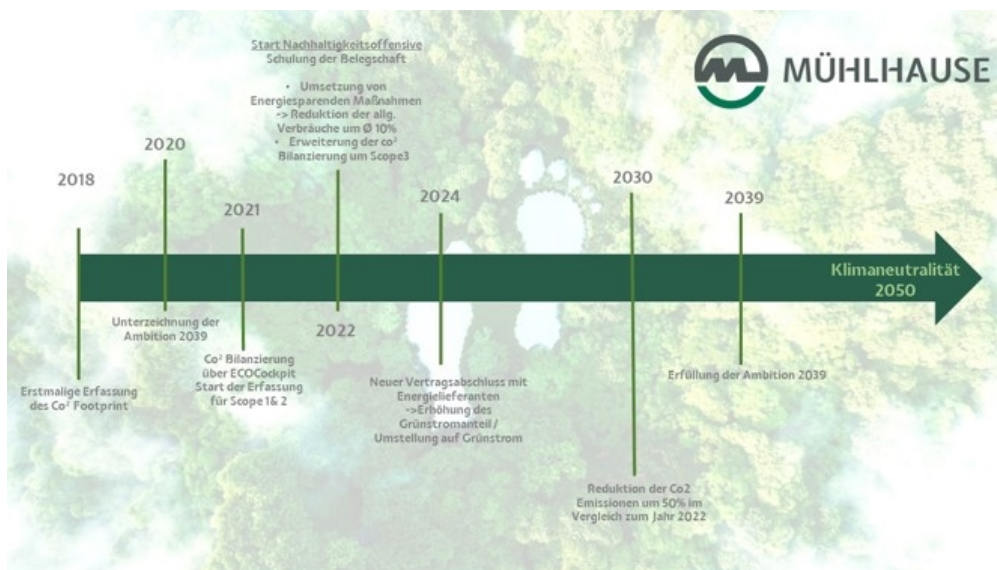 Start Nachhaltigkeitsoffensive
Schulung der Belegschaft
• Umsetzung von
Energiesparenden Maßnahmen
-> Reduktion der allg.
Verbräuche um Ø 10%
• Erweiterung der co²
Bilanzierung um Scope3
MÜHLHAUSE
2018
2020
2021
2024
2030
2039
Klimaneutralität
2050
Unterzeichnung der
Ambition 2039
2022
Co² Bilanzierung
über ECOCockpit
Start der Erfassung
für Scope 1& 2
Erstmalige Erfassung
des Co² Footprint
Neuer Vertragsabschluss mit
Energielieferanten
->Erhöhung des
Grünstromanteil /
Umstellung auf Grünstrom
Erfüllung der Ambition 2039
Reduktion der Co2
Emissionen um 50% im
Vergleich zum Jahr 2022